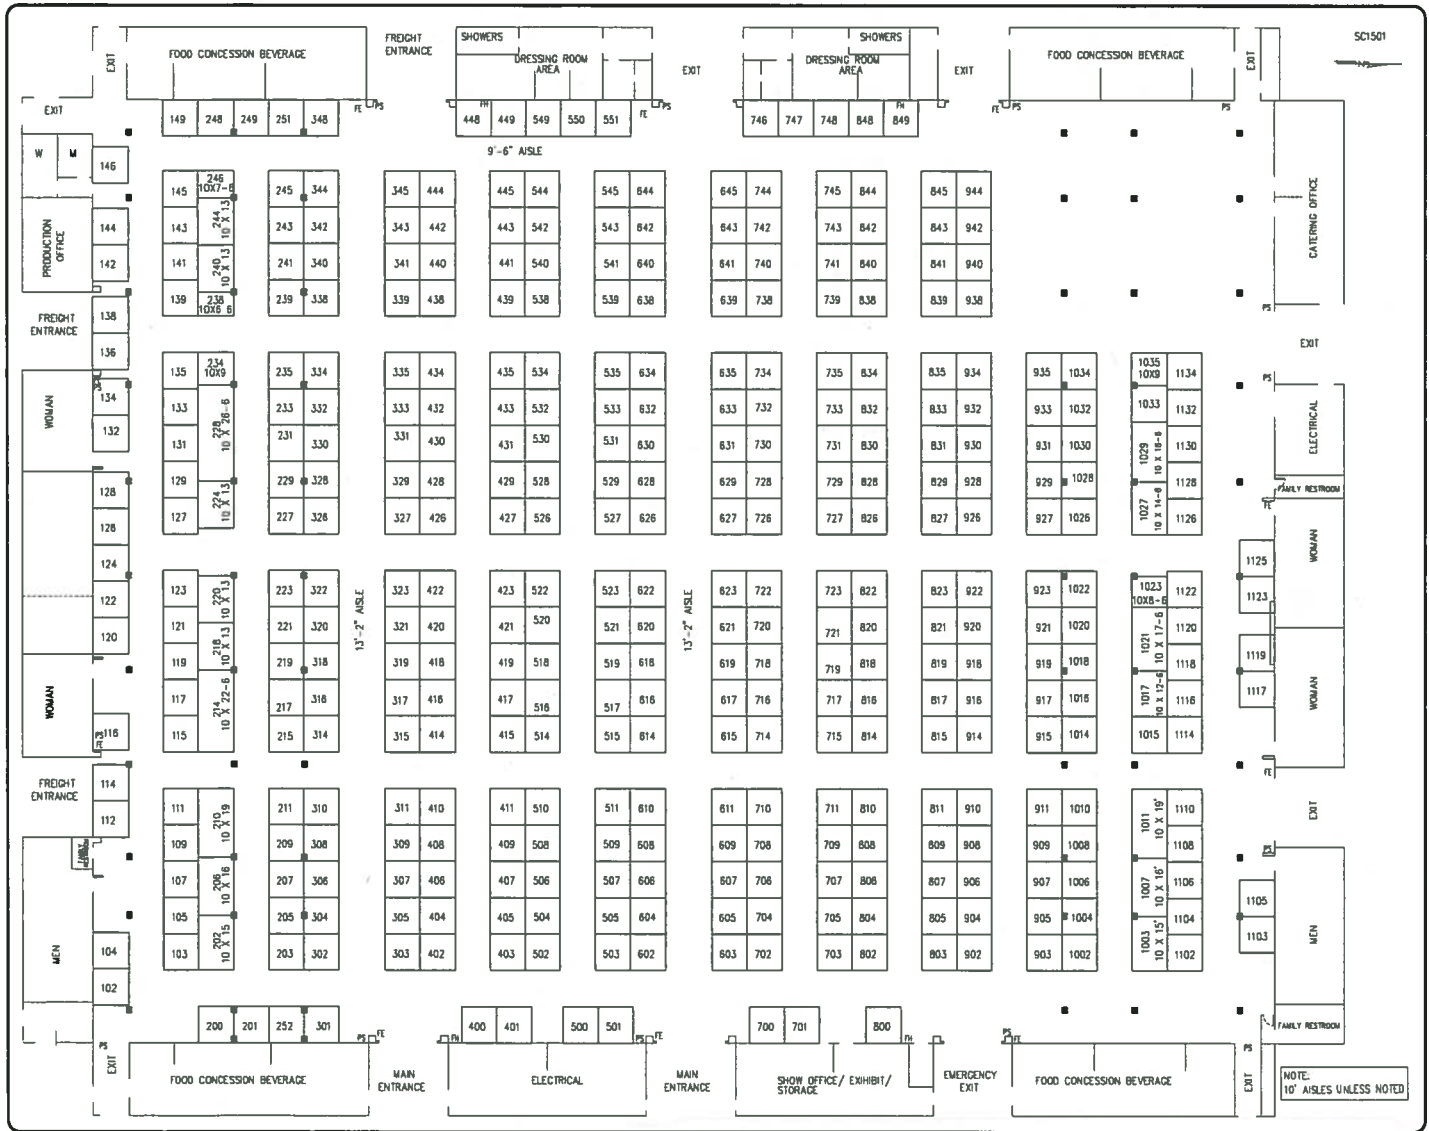 SC1501
FOOD CONCESSION BEVERAGE
FREIGHT
ENTRANCE
SHOWERS
DRESSING ROOM
AREA
EXIT
SHOWERS
DRESSING ROOM
AREA
EXIT
FOOD CONCESSION BEVERAGE
EXIT
EXIT
EXIT
FE PS
FH
FE PS
FH
FE PS
PS
149 248 249 251 348
448 449 549 550 551
746 747 748 848 849
9'-6" AISLE
W M
146
PRODUCTION
OFFICE
144
142
CATERING OFFICE
145 246 10X7-6 245 344 345 444 445 544 545 644 645 744 745 844 845 944
143 244 10 X 13 243 342 343 442 443 542 543 642 643 742 743 842 843 942
141 240 10 X 13 241 340 341 440 441 540 541 640 641 740 741 840 841 940
139 238 10X6 6 239 338 339 438 439 538 539 638 639 738 739 838 839 938
FREIGHT
ENTRANCE
138
136
PS
EXIT
PS
135 234 10X9 235 334 335 434 435 534 535 634 635 734 735 834 835 934 935 1034 1035 10X9 1134
133 228 10 X 26-6 233 332 333 432 433 532 533 632 633 732 733 832 833 932 933 1032 1033 1132
131 231 330 331 430 431 530 531 630 631 730 731 830 831 930 931 1030 1029 10 X 18-6 1130
129 224 10 X 13 229 328 329 428 429 528 529 628 629 728 729 828 829 928 929 1028 1128
127 227 326 327 426 427 526 527 626 627 726 727 826 827 926 927 1026 1027 10 X 14-6 1126
WOMAN
134
132
128
126
124
122
120
ELECTRICAL
FAMILY RESTROOM
FE
WOMAN
1125
1123
1119
1117
WOMAN
13'-2" AISLE
13'-2" AISLE
123 220 10 X 13 223 322 323 422 423 522 523 622 623 722 723 822 823 922 923 1022 1023 10X8-6 1122
121 218 10 X 13 221 320 321 420 421 520 521 620 621 720 721 820 821 920 921 1020 1021 10 X 17-6 1120
119 219 318 319 418 419 518 519 618 619 718 719 818 819 918 919 1018 1118
117 214 10 X 22-6 217 316 317 416 417 516 517 616 617 716 717 816 817 916 917 1016 1017 10 X 12-6 1116
115 215 314 315 414 415 514 515 614 615 714 715 814 815 914 915 1014 1015 1114
WOMAN
116
PS
FREIGHT
ENTRANCE
114
112
FE
EXIT
PS
111 210 10 X 19 211 310 311 410 411 510 511 610 611 710 711 810 811 910 911 1010 1011 10 X 19' 1110
109 209 308 309 408 409 508 509 608 609 708 709 808 809 908 909 1008 1108
107 206 10 X 16 207 306 307 406 407 506 507 606 607 706 707 806 807 906 907 1006 1007 10 X 16' 1106
105 205 304 305 404 405 504 505 604 605 704 705 804 805 904 905 1004 1104
103 202 10 X 15 203 302 303 402 403 502 503 602 603 702 703 802 803 902 903 1002 1003 10 X 15' 1102
MEN
104
102
1105
1103
MEN
FAMILY RESTROOM
200 201 252 301
400 401 500 501
700 701 800
PS FE
FH
PS FE
FH
PS
FE
PS
PS
EXIT
FOOD CONCESSION BEVERAGE
MAIN
ENTRANCE
ELECTRICAL
MAIN
ENTRANCE
SHOW OFFICE/ EXHIBIT/
STORAGE
EMERGENCY
EXIT
FOOD CONCESSION BEVERAGE
EXIT
NOTE:
10' AISLES UNLESS NOTED